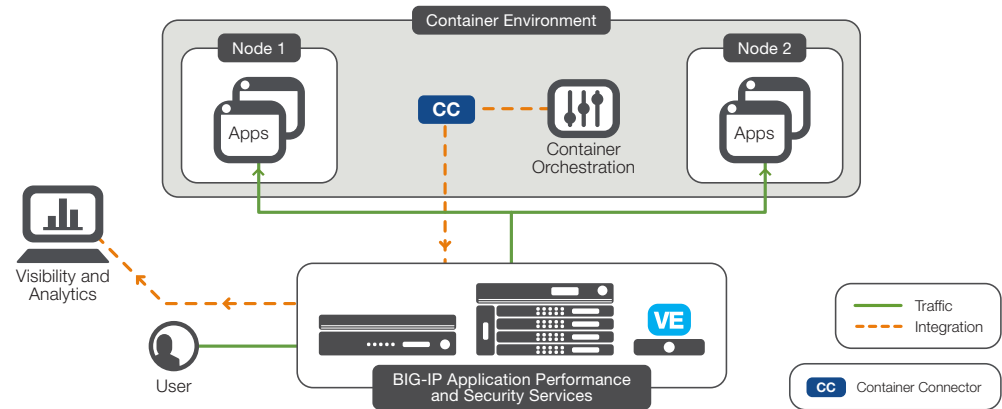 Container Environment
Node 1
Node 2
Apps
CC
Apps
Container
Orchestration
Visibility and
Analytics
VE
User
BIG-IP Application Performance
and Security Services
Traffic
Integration
CC Container Connector